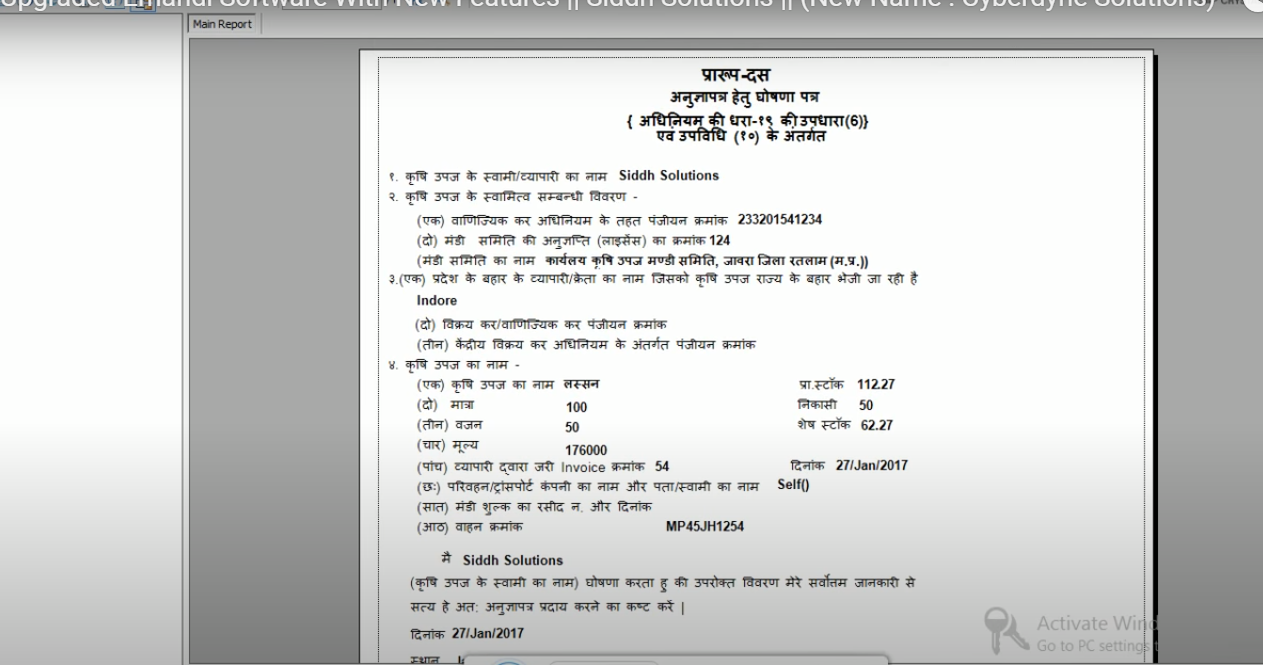 Upgraded Emandi Software With New Features || Siddh Solutions || (New Name : Cyberdyne Solutions)
Main Report
प्रारूप-दस
अनुज्ञापत्र हेतु घोषणा पत्र
{ अधिनियम की धरा-१९ की उपधारा(6)}
एवं उपविधि (१०) के अंतर्गत
१. कृषि उपज के स्वामी/व्यापारी का नाम Siddh Solutions
२. कृषि उपज के स्वामित्व सम्बन्धी विवरण -
(एक) वाणिज्यिक कर अधिनियम के तहत पंजीयन क्रमांक 233201541234
(दो) मंडी समिति की अनुज्ञप्ति (लाइसेंस) का क्रमांक 124
(मंडी समिति का नाम कार्यलय कृषि उपज मण्डी समिति, जावरा जिला रतलाम (म.प्र.))
३.(एक) प्रदेश के बहार के व्यापारी/क्रेता का नाम जिसको कृषि उपज राज्य के बहार भेजी जा रही है
Indore
(दो) विक्रय कर/वाणिज्यिक कर पंजीयन क्रमांक
(तीन) केंद्रीय विक्रय कर अधिनियम के अंतर्गत पंजीयन क्रमांक
४. कृषि उपज का नाम -
(एक) कृषि उपज का नाम लस्सन प्रा.स्टॉक 112.27
(दो) मात्रा 100 निकासी 50
(तीन) वजन 50 शेष स्टॉक 62.27
(चार) मूल्य 176000
(पांच) व्यापारी द्वारा जरी Invoice क्रमांक 54 दिनांक 27/Jan/2017
(छः) परिवहन/ट्रांसपोर्ट कंपनी का नाम और पता/स्वामी का नाम Self()
(सात) मंडी शुल्क का रसीद न. और दिनांक
(आठ) वाहन क्रमांक MP45JH1254
मै Siddh Solutions
(कृषि उपज के स्वामी का नाम) घोषणा करता हु की उपरोक्त विवरण मेरे सर्वोत्तम जानकारी से
सत्य हे अत: अनुज्ञापत्र प्रदाय करने का कष्ट करें |
दिनांक 27/Jan/2017
स्थान
Activate Wind
Go to PC settings t